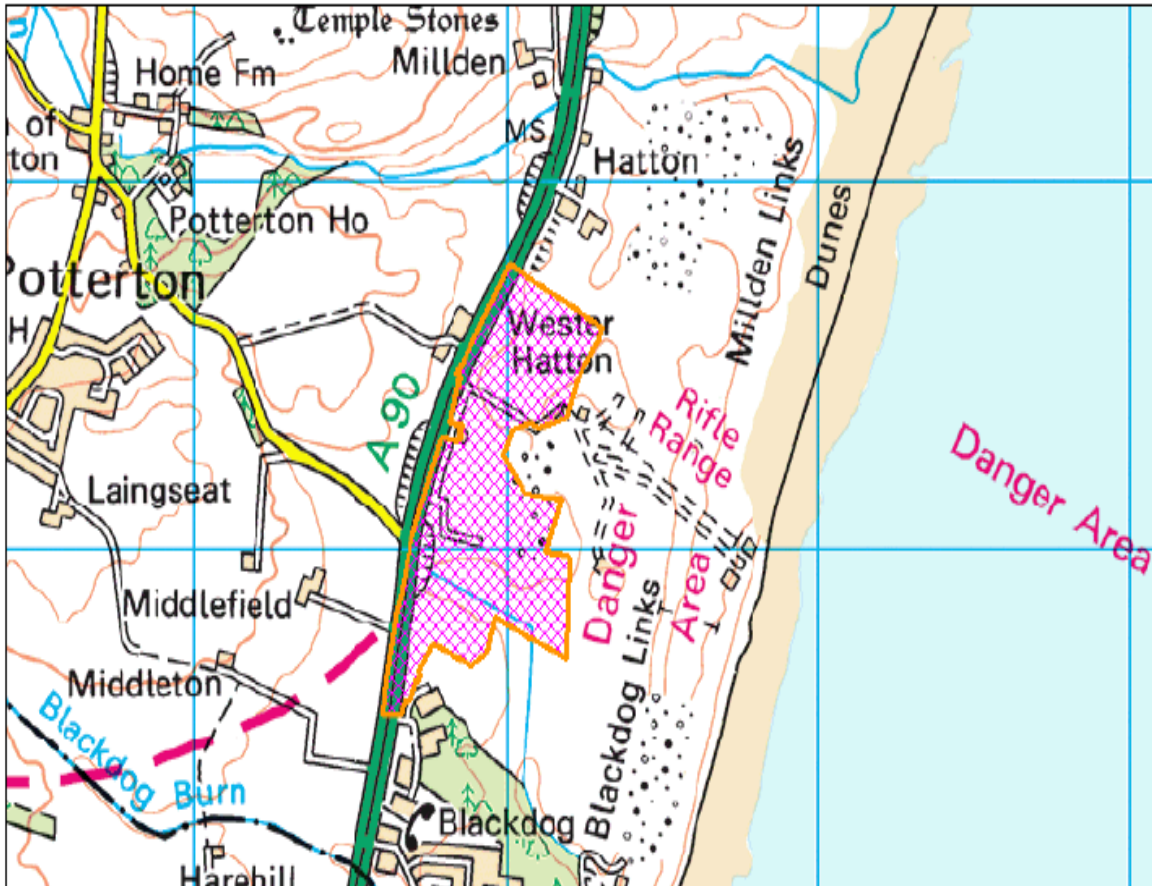 Temple Stones
Millden
Home Fm
n
of
ton
MS
Hatton
Potterton Ho
Potterton
H
Millden Links
Dunes
Wester
Hatton
A 90
Rifle
Range
Danger Area
Laingseat
Danger
Area
Middlefield
Blackdog Links
Middleton
Blackdog Burn
Blackdog
Harehill